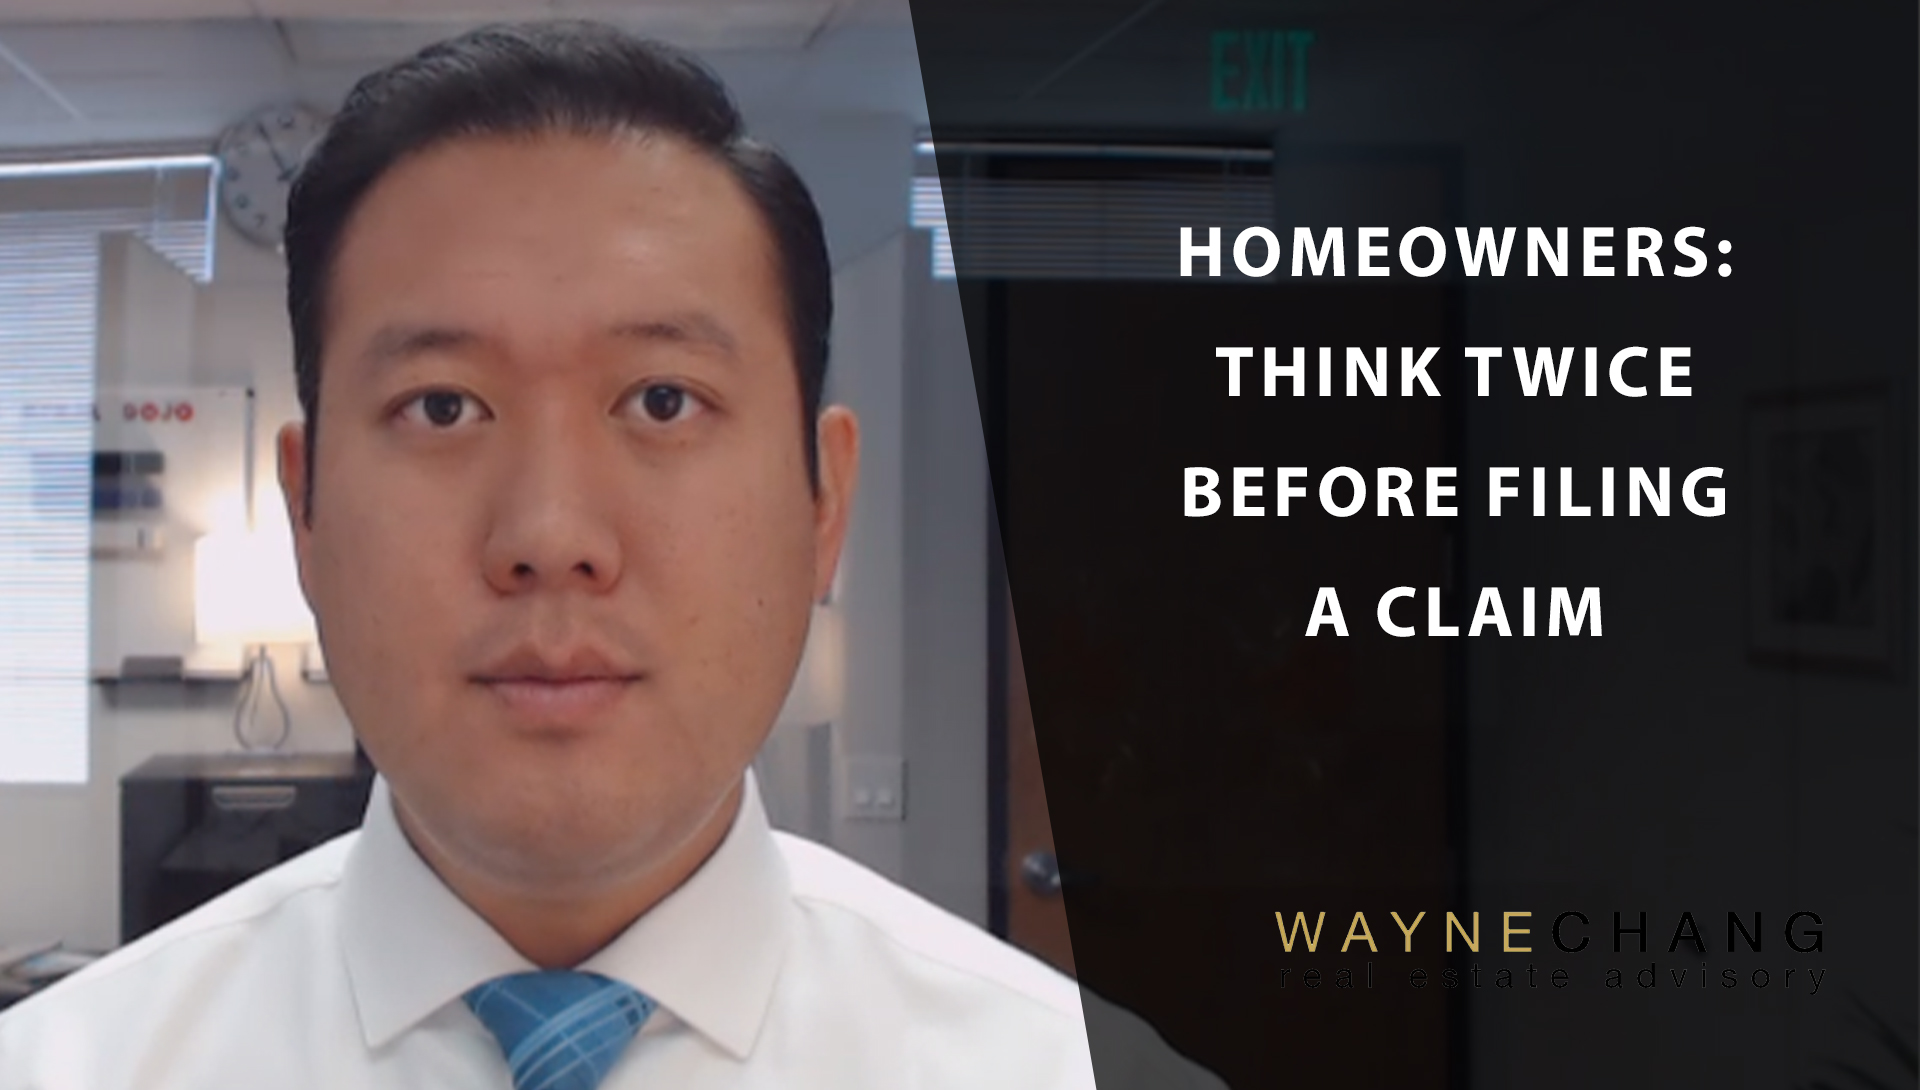 EXIT
HOMEOWNERS:
THINK TWICE
BEFORE FILING
A CLAIM
WAYNECHANG
real estate advisory